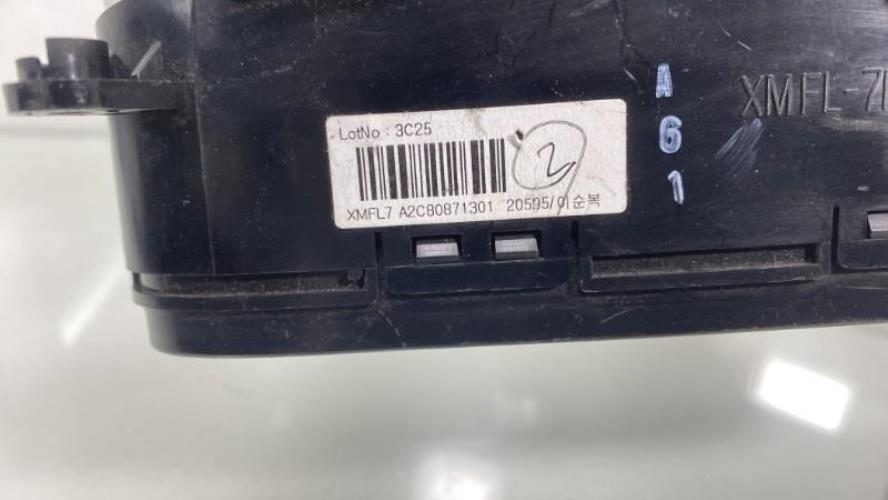 LotNo : 3C25
2
XMFL7 A2C80871301 20595/이순복
A
6
1
XMFL-7